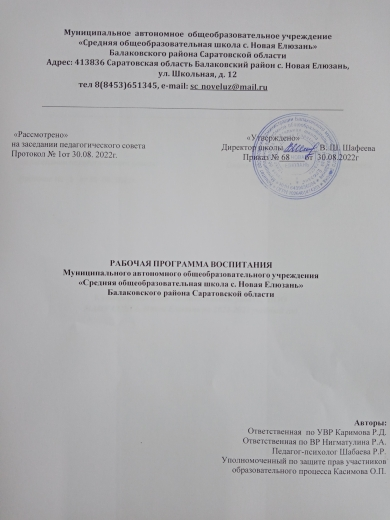 Муниципальное автономное общеобразовательное учреждение
«Средняя общеобразовательная школа с. Новая Елюзань»
Балаковского района Саратовской области
Адрес: 413836 Саратовская область Балаковский район с. Новая Елюзань,
ул. Школьная, д. 12
тел 8(8453)651345, e-mail: sc_noveluz@mail.ru
«Рассмотрено»
на заседании педагогического совета
Протокол № 1от 30.08. 2022г.
«Утверждено»
Директор школы В. Ш. Шафеева
Приказ № 68 от 30.08.2022г
РАБОЧАЯ ПРОГРАММА ВОСПИТАНИЯ
Муниципального автономного общеобразовательного учреждения
«Средняя общеобразовательная школа с. Новая Елюзань»
Балаковского района Саратовской области
Авторы:
Ответственная по УВР Каримова Р.Д.
Ответственная по ВР Нигматулина Р.А.
Педагог-психолог Шабаева Р.Р.
Уполномоченный по защите прав участников
образовательного процесса Касимова О.П.